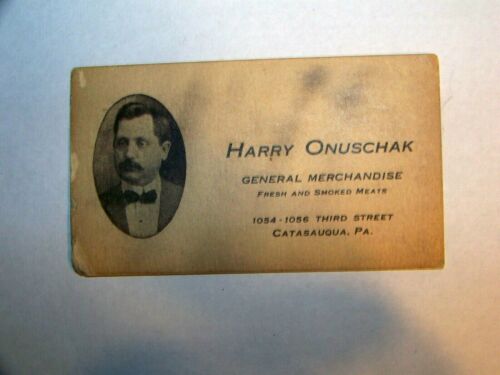 HARRY ONUSCHAK
GENERAL MERCHANDISE
FRESH AND SMOKED MEATS
1054-1056 THIRD STREET
CATASAUQUA, PA.